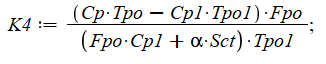 K4 := (Cp·Tpo − Cp1·Tpo1)·Fpo / (Fpo·Cp1 + α·Sct)·Tpo1;